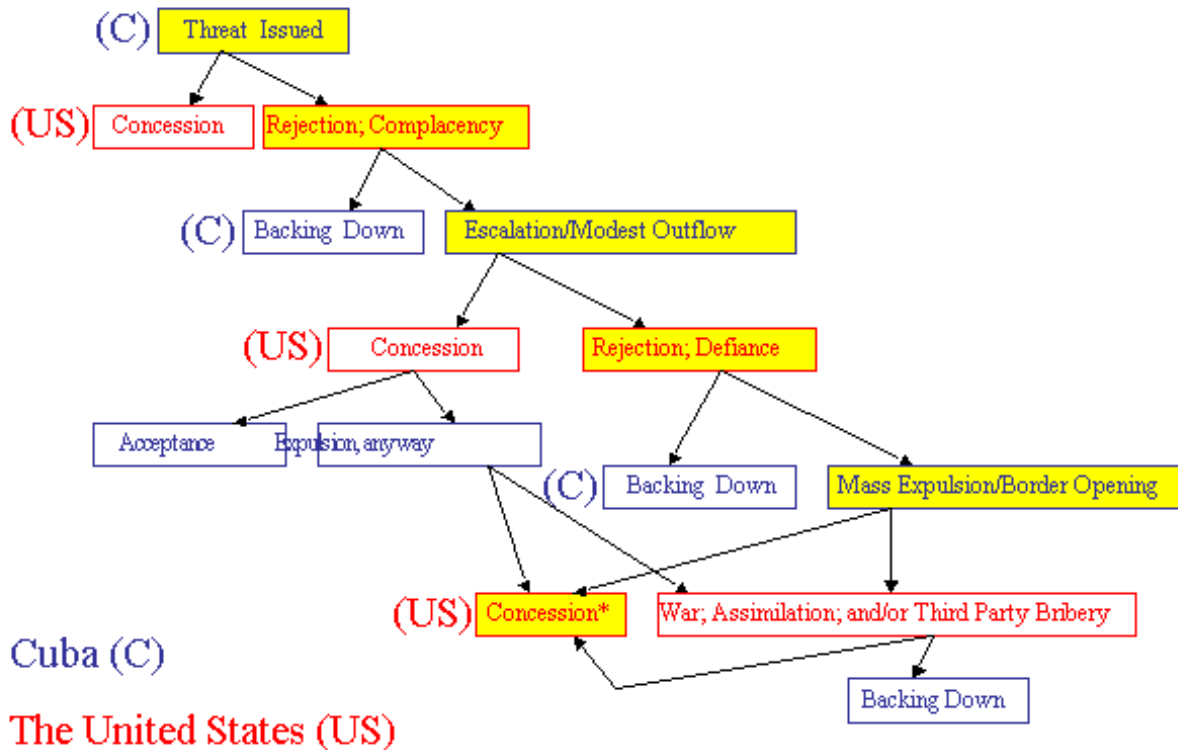 (C) Threat Issued
(US) Concession Rejection; Complacency
(C) Backing Down Escalation/Modest Outflow
(US) Concession Rejection; Defiance
Acceptance Expulsion, anyway
(C) Backing Down Mass Expulsion/Border Opening
(US) Concession* War; Assimilation; and/or Third Party Bribery
Cuba (C)
Backing Down
The United States (US)